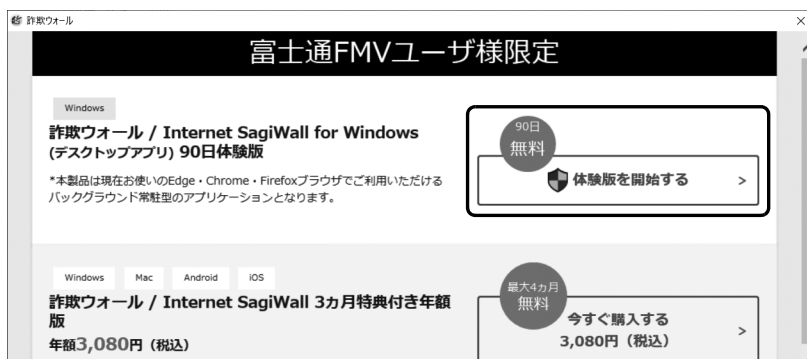 詐欺ウォール
富士通FMVユーザ様限定
Windows
詐欺ウォール / Internet SagiWall for Windows
(デスクトップアプリ) 90日体験版
*本製品は現在お使いのEdge・Chrome・Firefoxブラウザでご利用いただける
バックグラウンド常駐型のアプリケーションとなります。
90日
無料
体験版を開始する >
Windows Mac Android iOS
詐欺ウォール / Internet SagiWall 3ヵ月特典付き年額
版
年額3,080円（税込）
最大4ヵ月
無料
今すぐ購入する
3,080円（税込） >